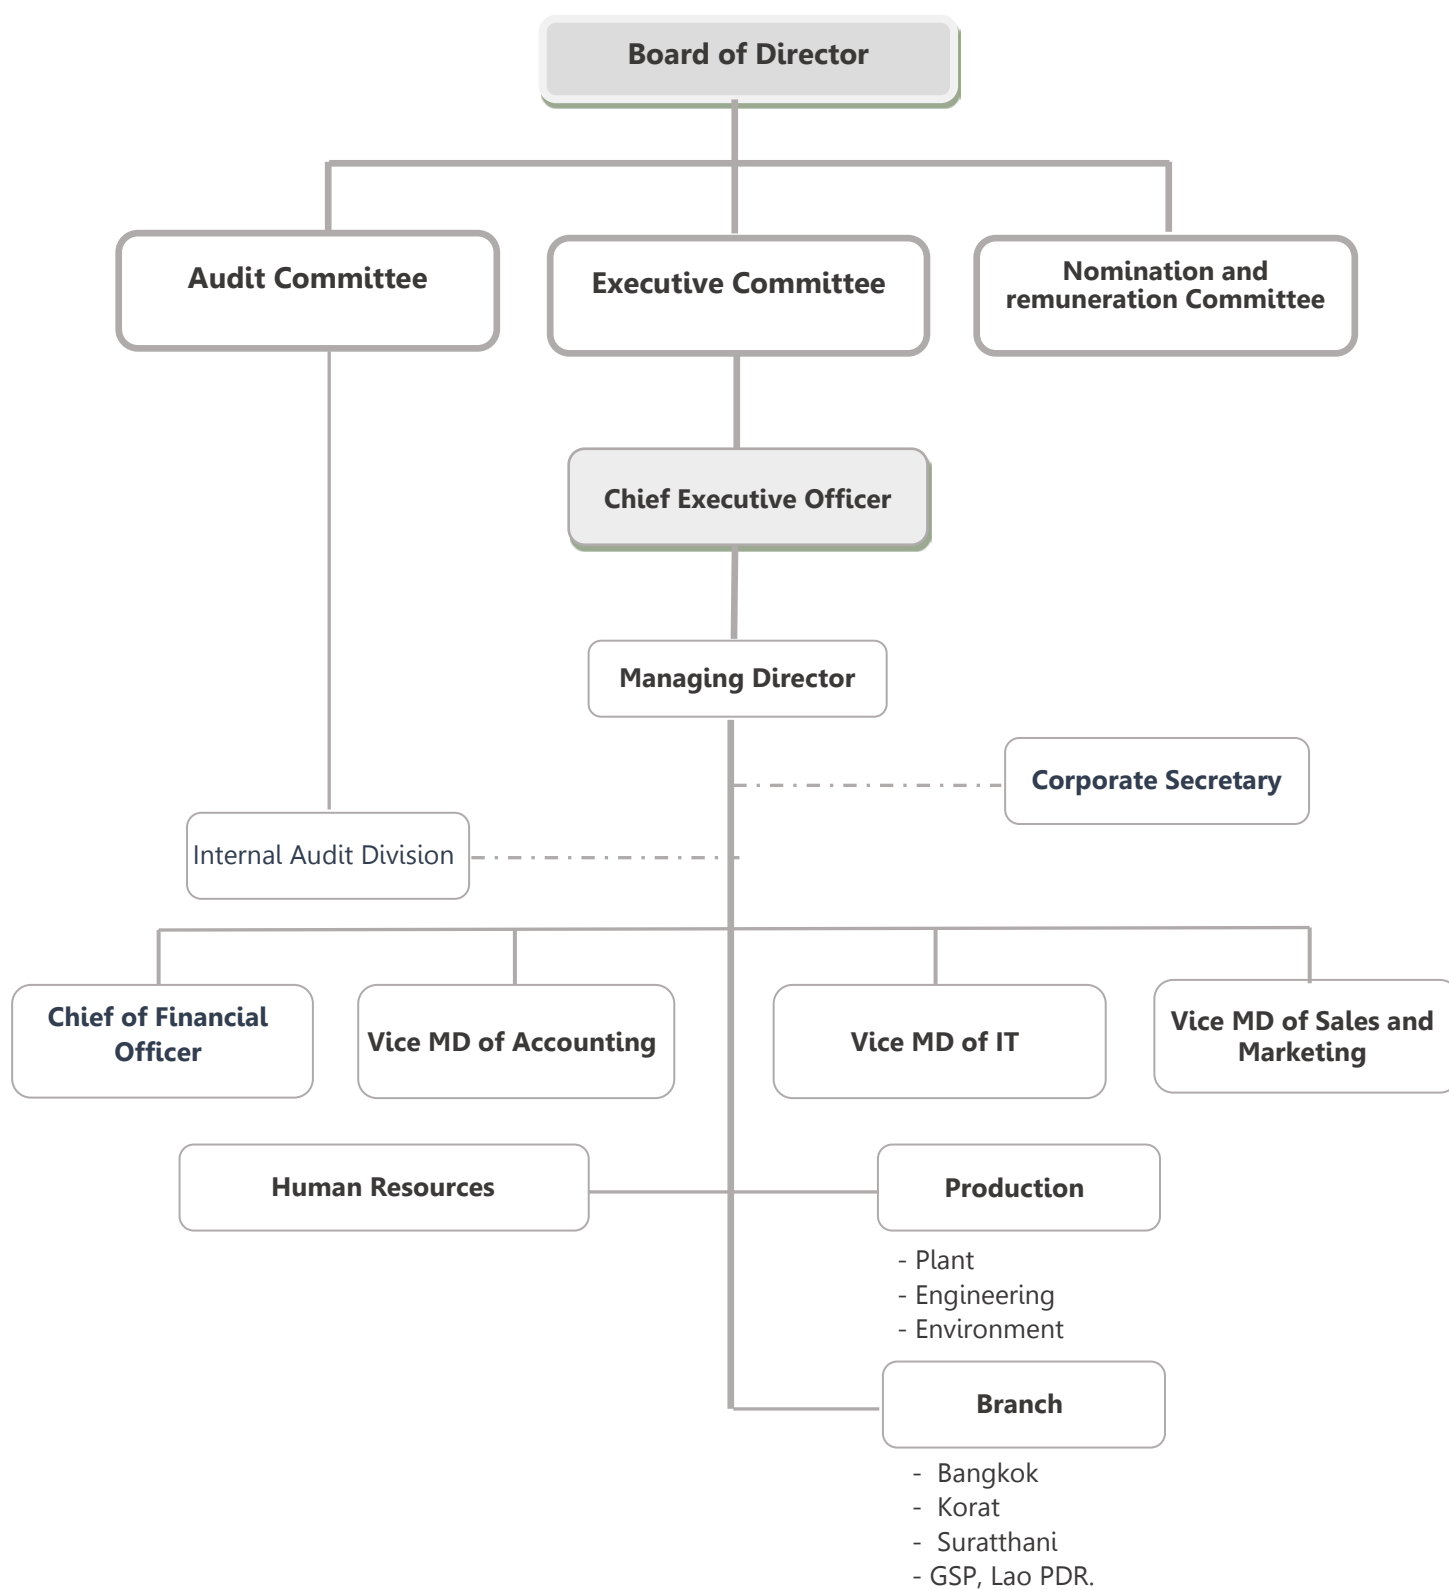 Board of Director
Audit Committee
Executive Committee
Nomination and
remuneration Committee
Chief Executive Officer
Managing Director
Corporate Secretary
Internal Audit Division
Chief of Financial
Officer
Vice MD of Accounting
Vice MD of IT
Vice MD of Sales and
Marketing
Human Resources
Production
- Plant
- Engineering
- Environment
Branch
- Bangkok
- Korat
- Suratthani
- GSP, Lao PDR.